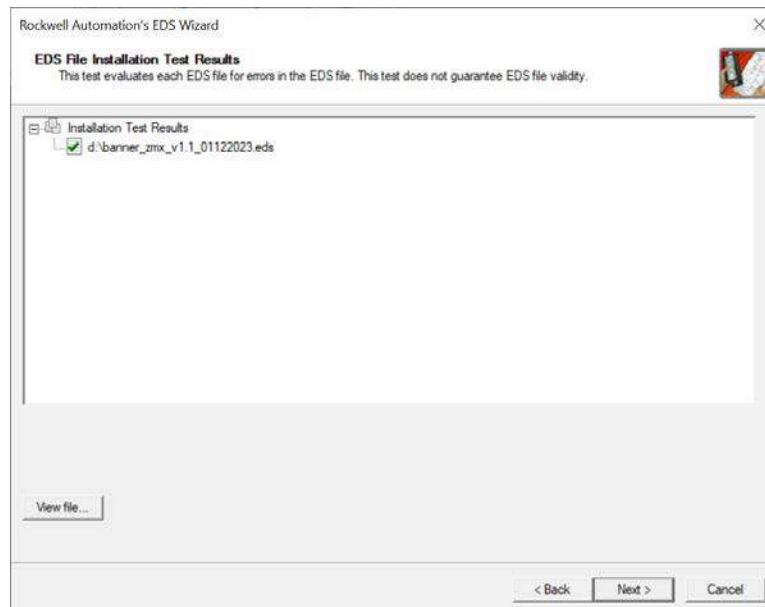 Rockwell Automation's EDS Wizard
EDS File Installation Test Results
This test evaluates each EDS file for errors in the EDS file. This test does not guarantee EDS file validity.
Installation Test Results
d:\banner_zmx_v1.1_01122023.eds
View file...
< Back
Next >
Cancel